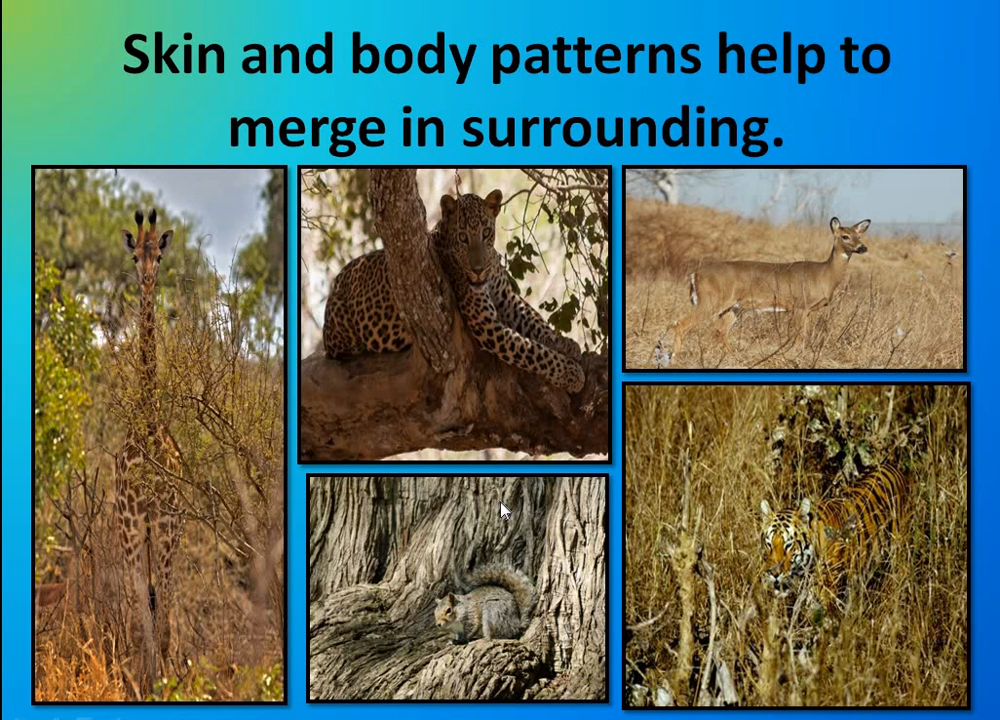 Skin and body patterns help to
merge in surrounding.